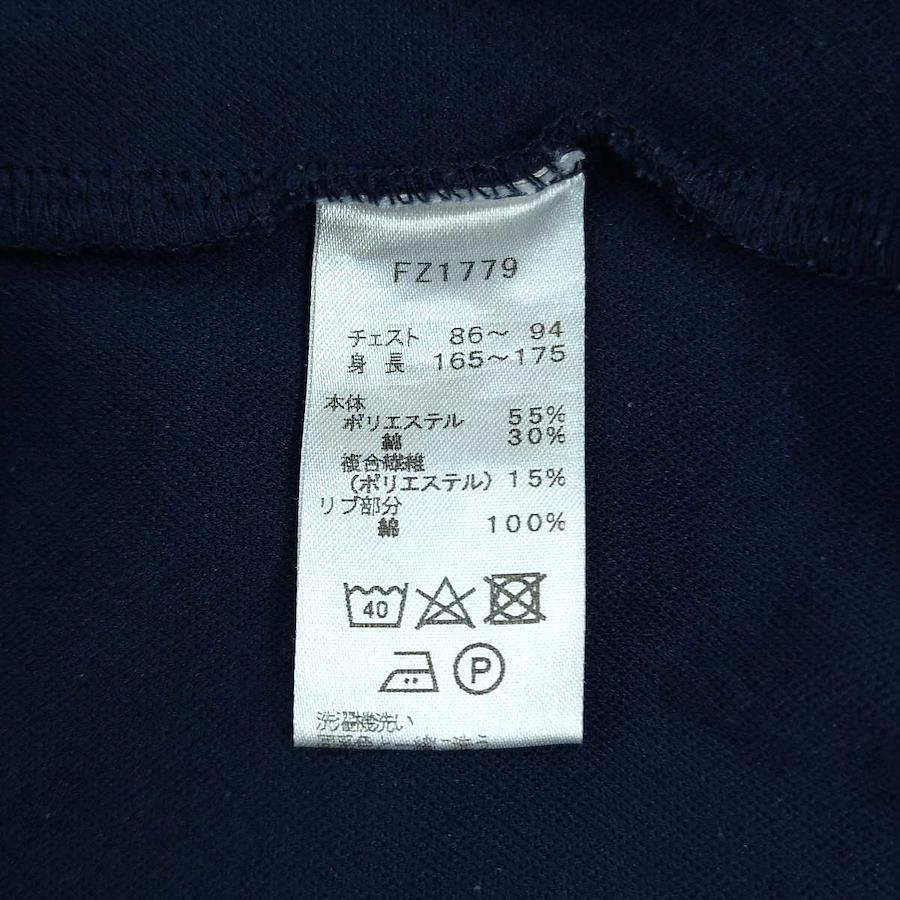 FZ1779
チェスト 86～ 94
身長 165～175
本体
ポリエステル 55%
綿 30%
複合繊維
(ポリエステル) 15%
リブ部分
綿 100%
40
P
洗濯機洗い